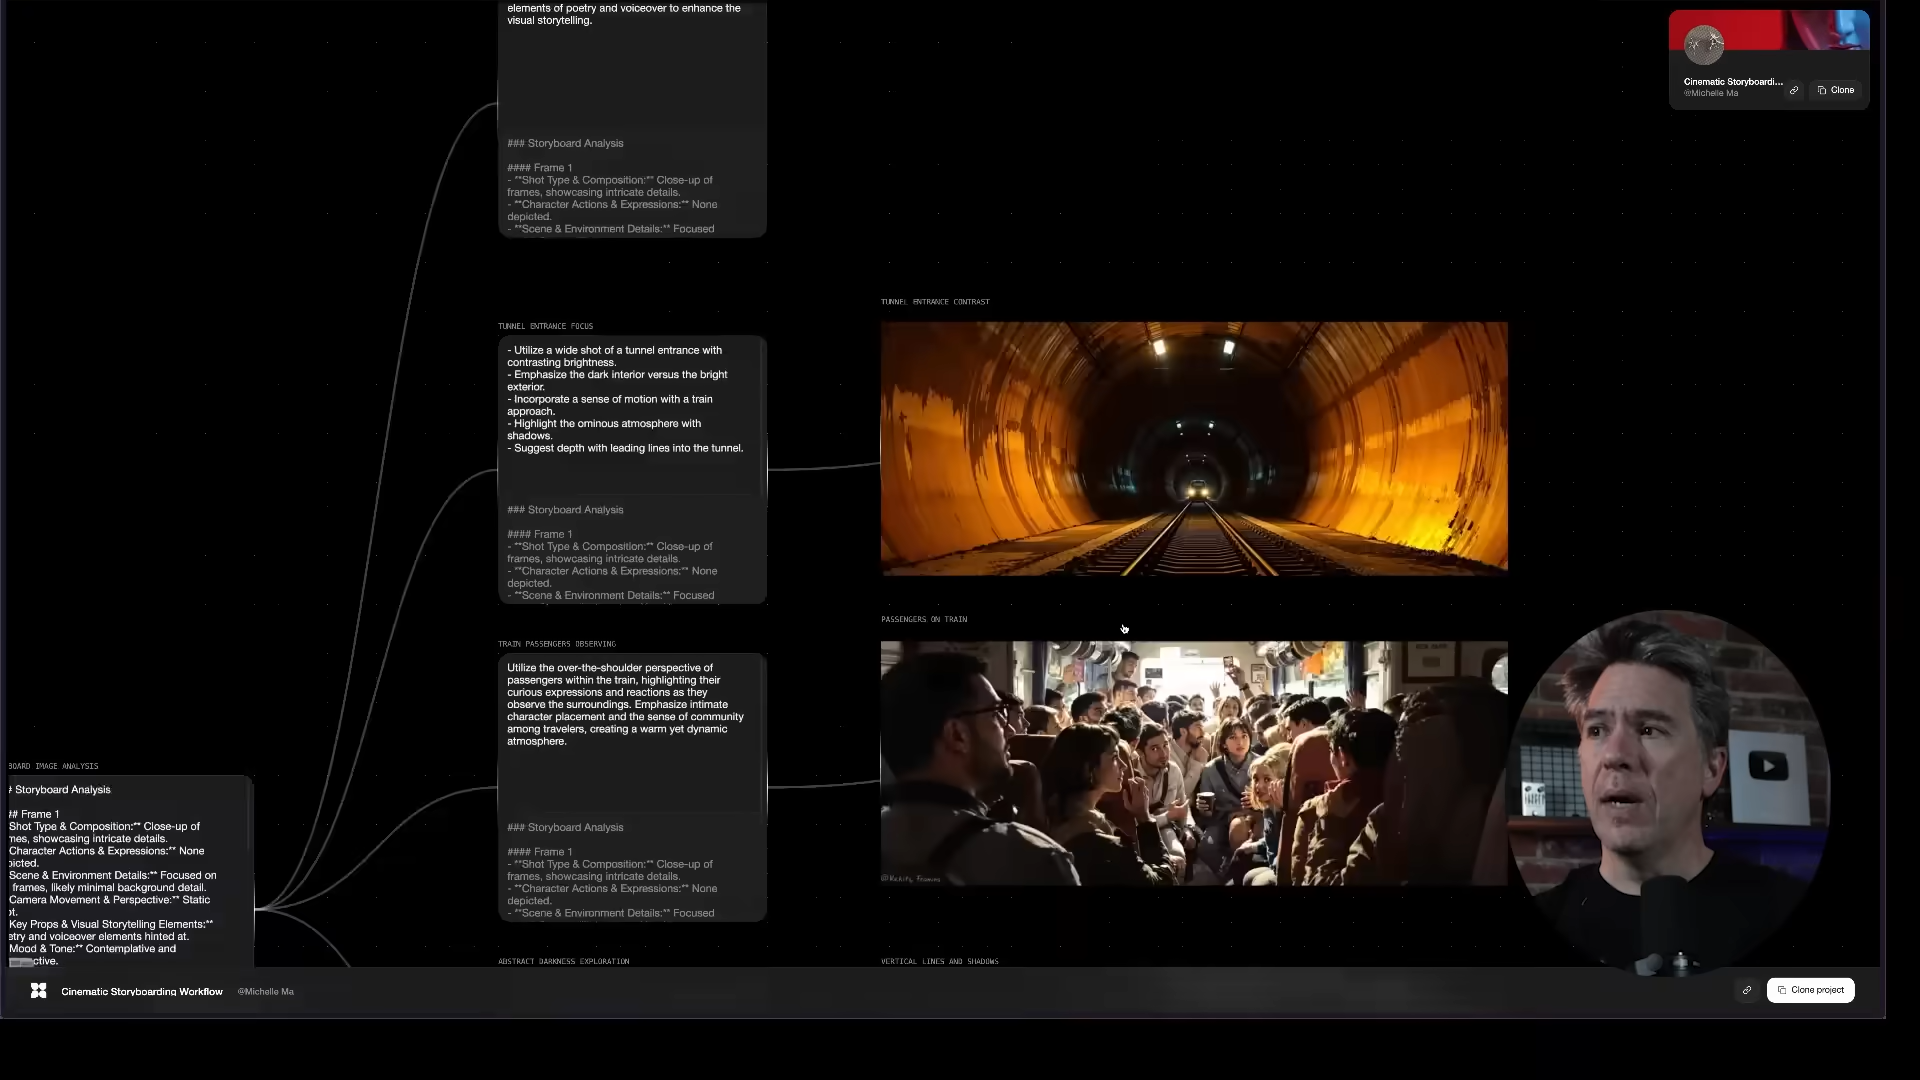 elements of poetry and voiceover to enhance the
visual storytelling.
### Storyboard Analysis
#### Frame 1
- **Shot Type & Composition:** Close-up of
frames, showcasing intricate details.
- **Character Actions & Expressions:** None
depicted.
- **Scene & Environment Details:** Focused
Cinematic Storyboardi...
@Michelle Ma
Clone
TUNNEL ENTRANCE FOCUS
- Utilize a wide shot of a tunnel entrance with
contrasting brightness.
- Emphasize the dark interior versus the bright
exterior.
- Incorporate a sense of motion with a train
approach.
- Highlight the ominous atmosphere with
shadows.
- Suggest depth with leading lines into the tunnel.
### Storyboard Analysis
#### Frame 1
- **Shot Type & Composition:** Close-up of
frames, showcasing intricate details.
- **Character Actions & Expressions:** None
depicted.
- **Scene & Environment Details:** Focused
TUNNEL ENTRANCE CONTRAST
TRAIN PASSENGERS OBSERVING
Utilize the over-the-shoulder perspective of
passengers within the train, highlighting their
curious expressions and reactions as they
observe the surroundings. Emphasize intimate
character placement and the sense of community
among travelers, creating a warm yet dynamic
atmosphere.
### Storyboard Analysis
#### Frame 1
- **Shot Type & Composition:** Close-up of
frames, showcasing intricate details.
- **Character Actions & Expressions:** None
depicted.
- **Scene & Environment Details:** Focused
PASSENGERS ON TRAIN
BOARD IMAGE ANALYSIS
# Storyboard Analysis
## Frame 1
Shot Type & Composition:** Close-up of
mes, showcasing intricate details.
Character Actions & Expressions:** None
picted.
Scene & Environment Details:** Focused on
frames, likely minimal background detail.
Camera Movement & Perspective:** Static
ot.
Key Props & Visual Storytelling Elements:**
etry and voiceover elements hinted at.
Mood & Tone:** Contemplative and
ective.
ABSTRACT DARKNESS EXPLORATION
VERTICAL LINES AND SHADOWS
Cinematic Storyboarding Workflow
@Michelle Ma
Clone project